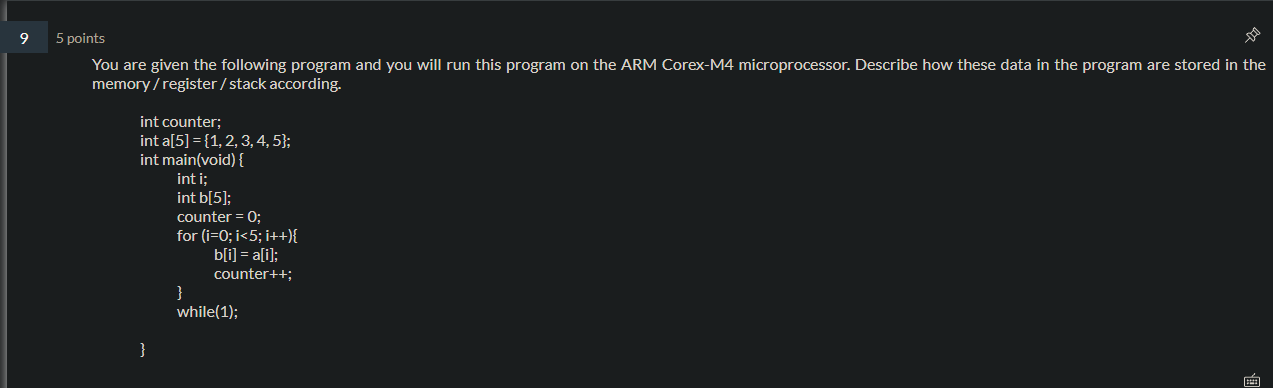 9 5 points
You are given the following program and you will run this program on the ARM Corex-M4 microprocessor. Describe how these data in the program are stored in the
memory / register / stack according.
int counter;
int a[5] = {1, 2, 3, 4, 5};
int main(void) {
int i;
int b[5];
counter = 0;
for (i=0; i<5; i++){
b[i] = a[i];
counter++;
}
while(1);
}